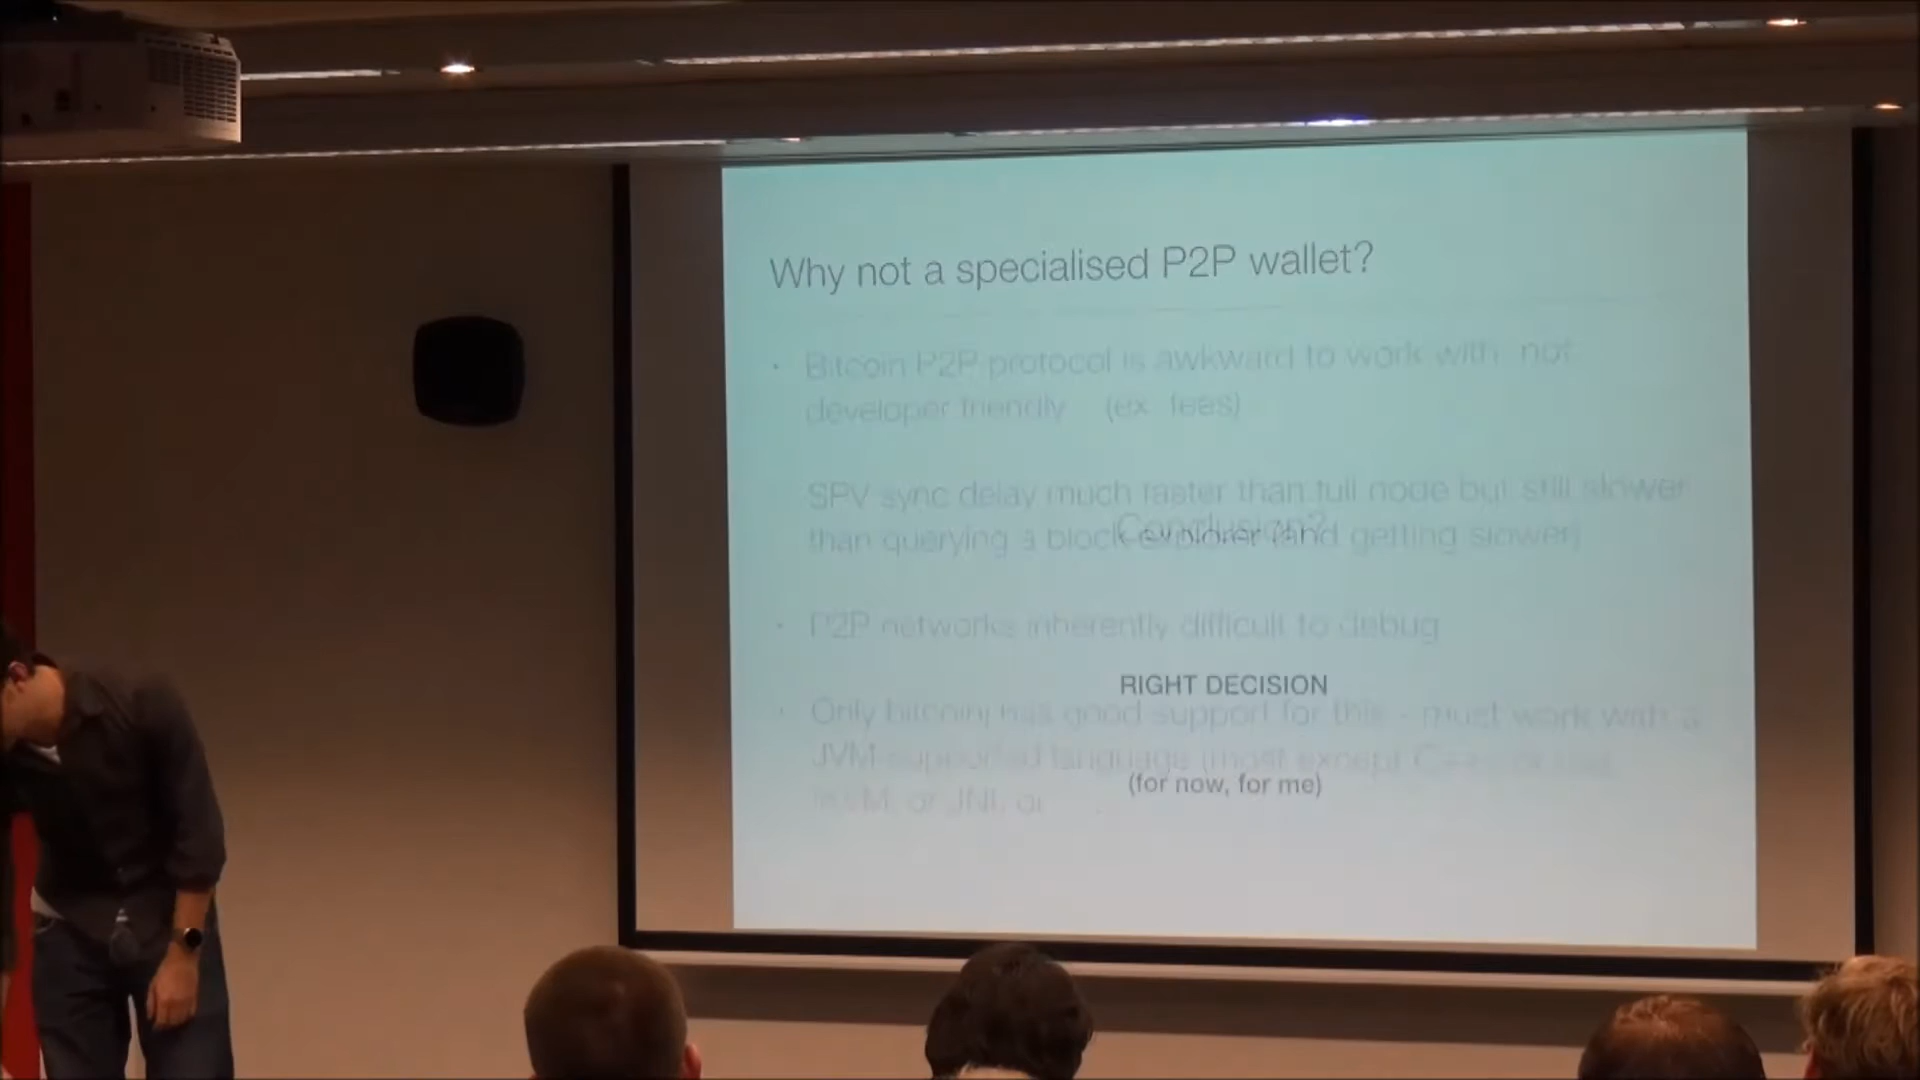 Why not a specialised P2P wallet?
Bitcoin P2P protocol is awkward to work with not
developer friendly (ex fees)
SPV sync delay much faster than full node but still slower
than querying a block explorer (and getting slower)
Conclusion?
P2P networks inherently difficult to debug
RIGHT DECISION
Only bitcoinj has good support for this - must work with a
JVM-supported language (most except C++
(for now, for me)
or JNI, or